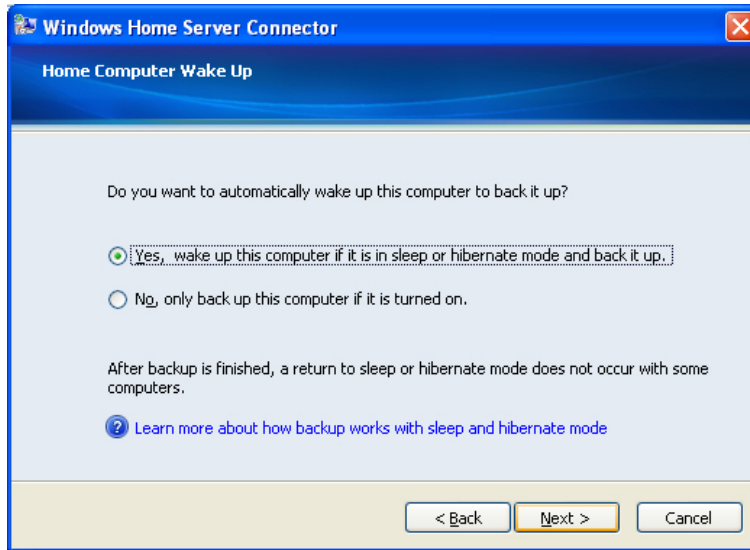 Windows Home Server Connector
Home Computer Wake Up
Do you want to automatically wake up this computer to back it up?
Yes, wake up this computer if it is in sleep or hibernate mode and back it up.
No, only back up this computer if it is turned on.
After backup is finished, a return to sleep or hibernate mode does not occur with some
computers.
? Learn more about how backup works with sleep and hibernate mode
< Back Next > Cancel